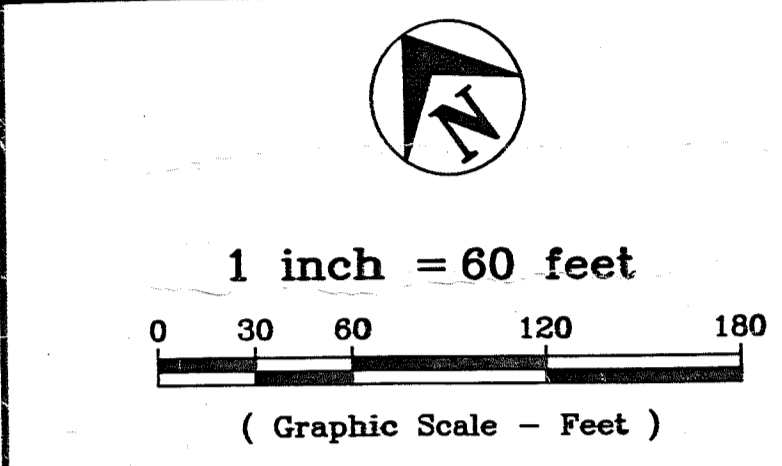 N
1 inch = 60 feet
0 30 60 120 180
( Graphic Scale – Feet )